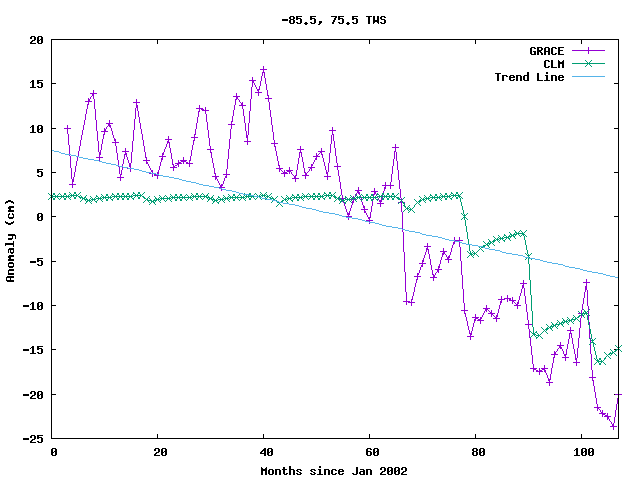 -85.5, 75.5 TWS
GRACE
CLM
Trend Line
20
15
10
5
0
-5
-10
-15
-20
-25
Anomaly (cm)
0 20 40 60 80 100
Months since Jan 2002